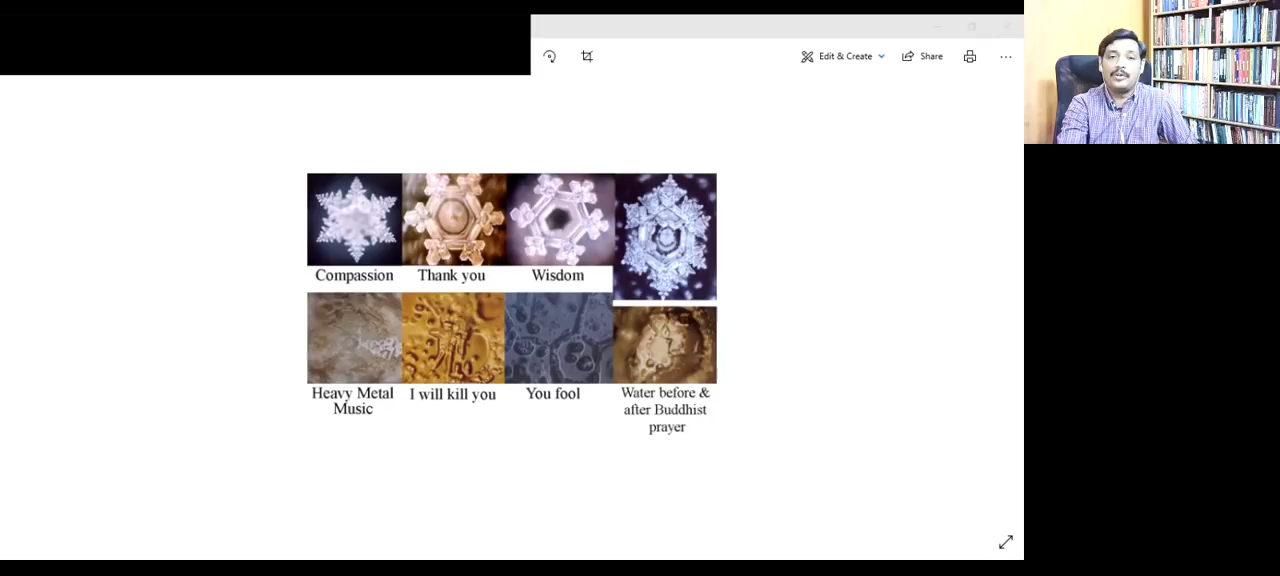 Edit & Create
Share
Compassion
Thank you
Wisdom
Heavy Metal
Music
I will kill you
You fool
Water before &
after Buddhist
prayer